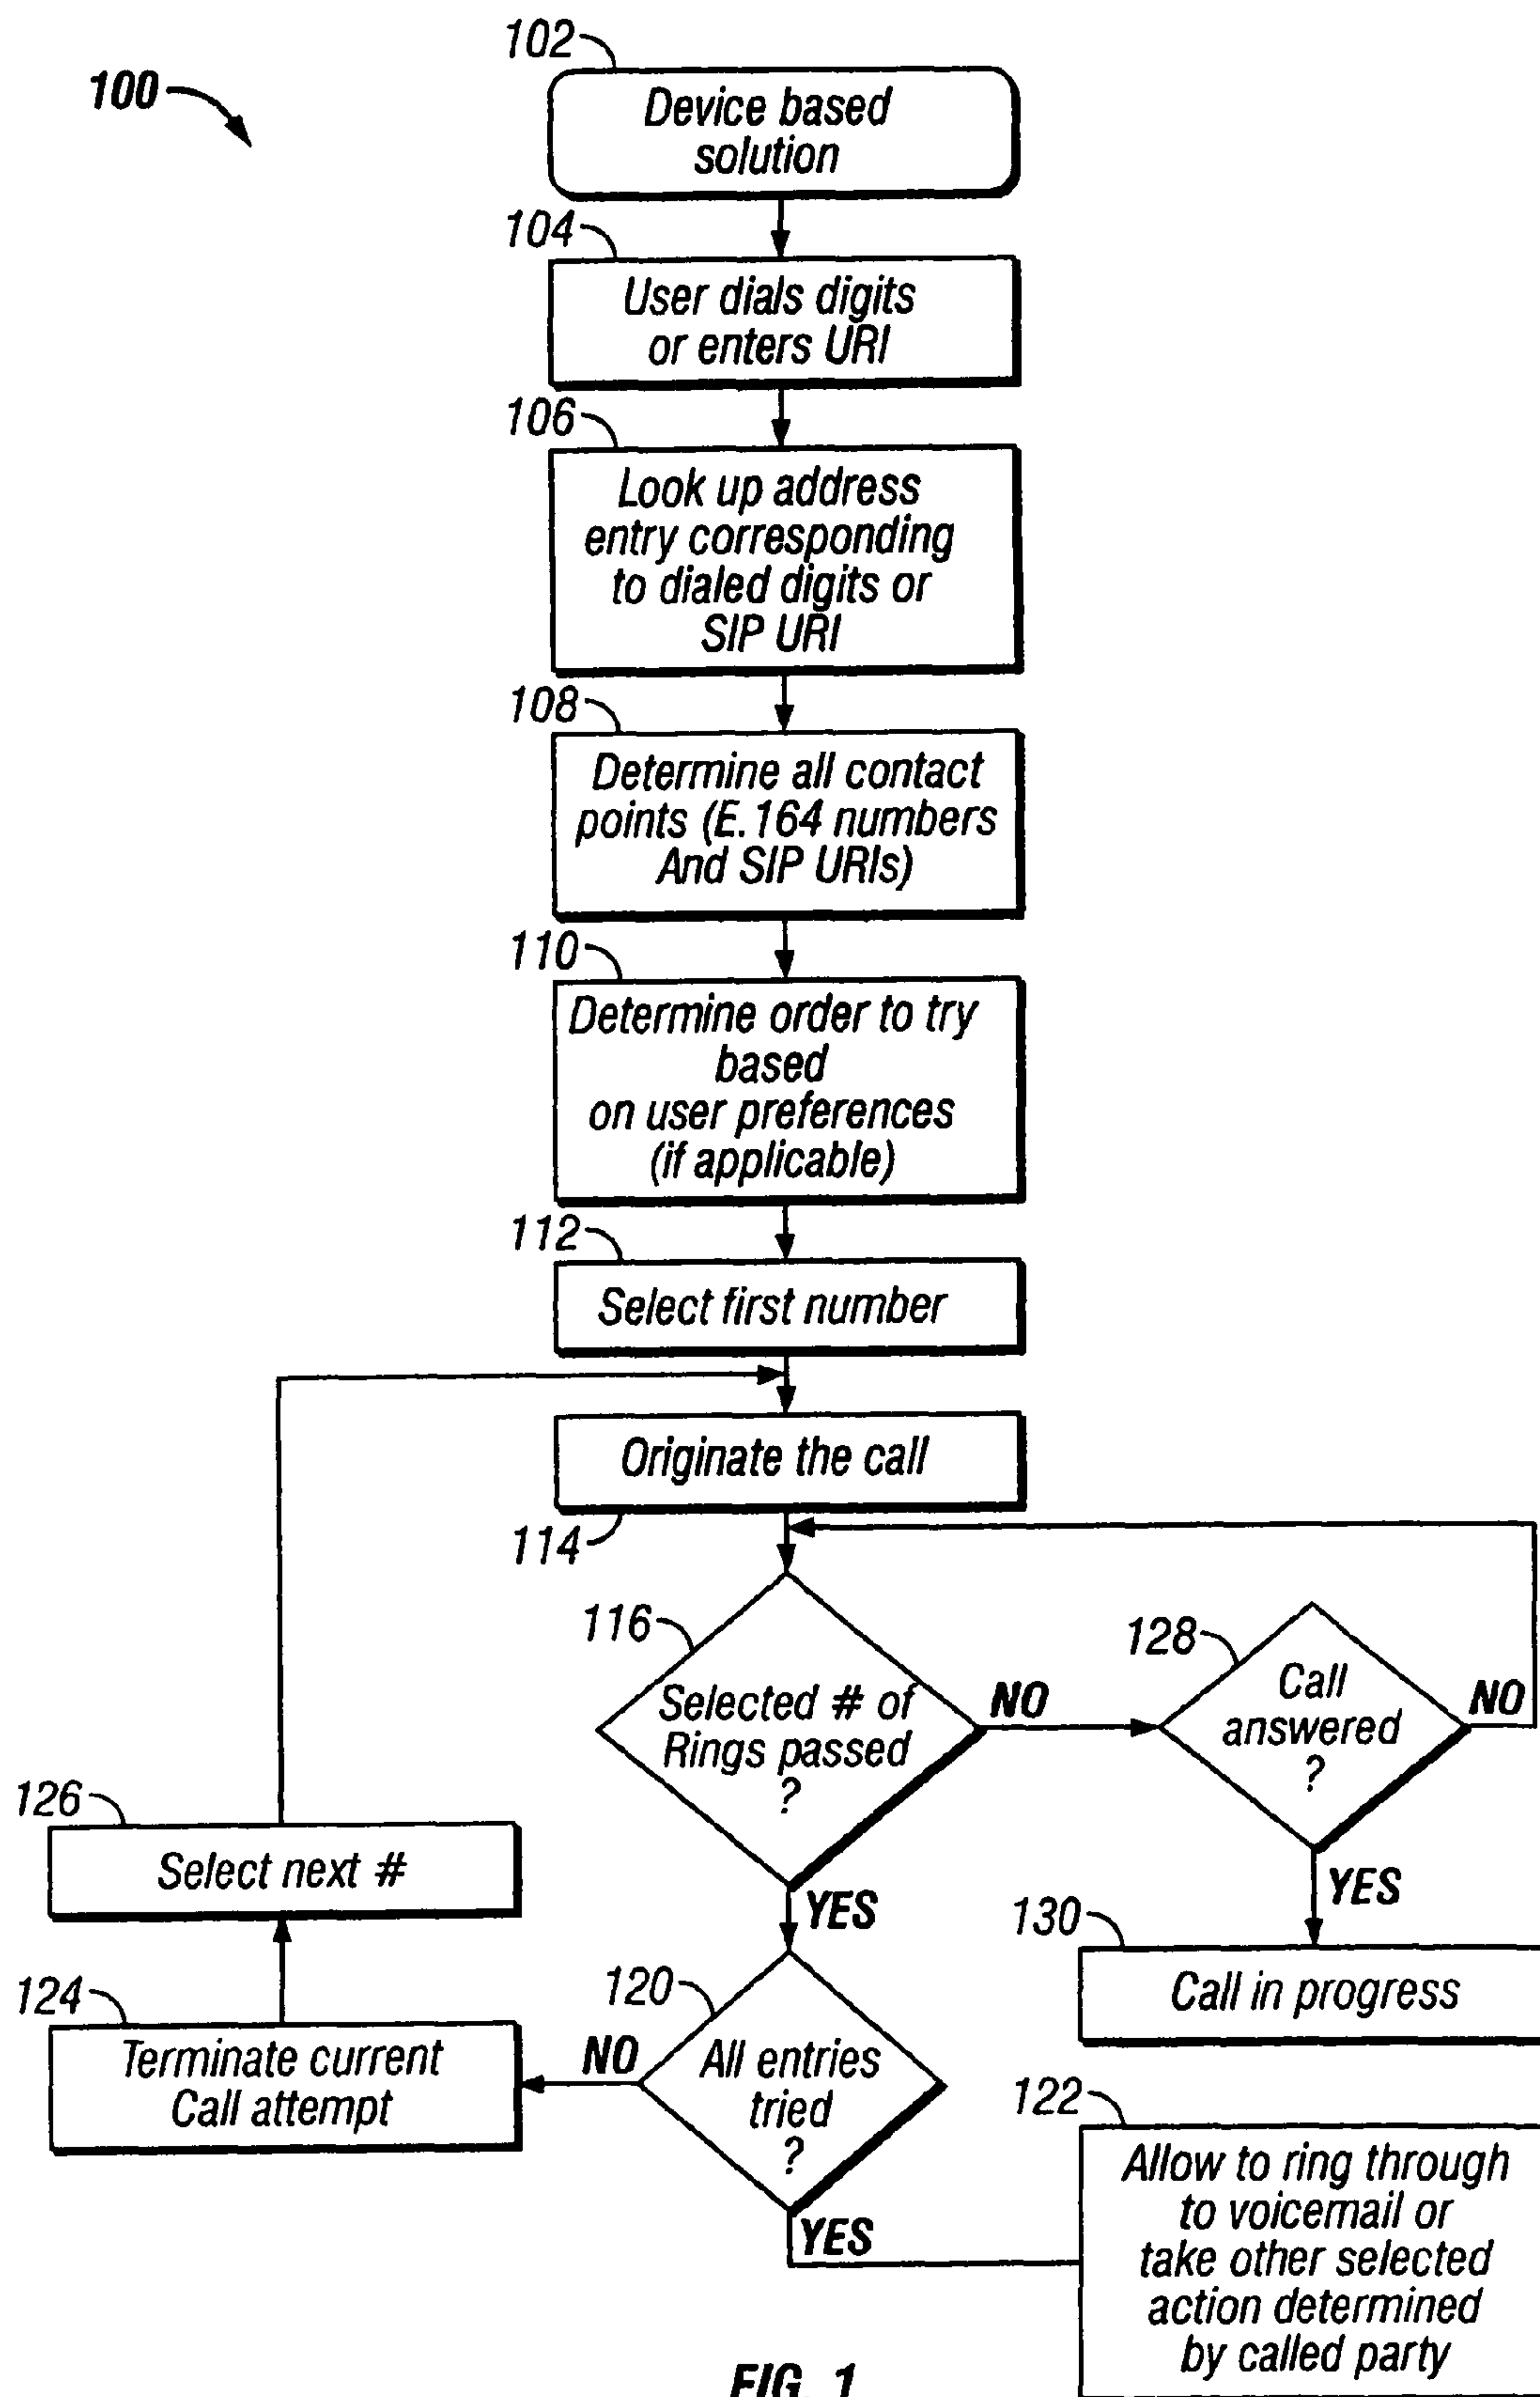 100
102
Device based
solution
104
User dials digits
or enters URI
106
Look up address
entry corresponding
to dialed digits or
SIP URI
108
Determine all contact
points (E.164 numbers
And SIP URIs)
110
Determine order to try
based
on user preferences
(if applicable)
112
Select first number
Originate the call
114
116
Selected # of
Rings passed
?
NO
128
Call
answered
?
NO
YES
126
Select next #
YES
130
Call in progress
124
Terminate current
Call attempt
NO
120
All entries
tried
?
YES
122
Allow to ring through
to voicemail or
take other selected
action determined
by called party
FIG. 1